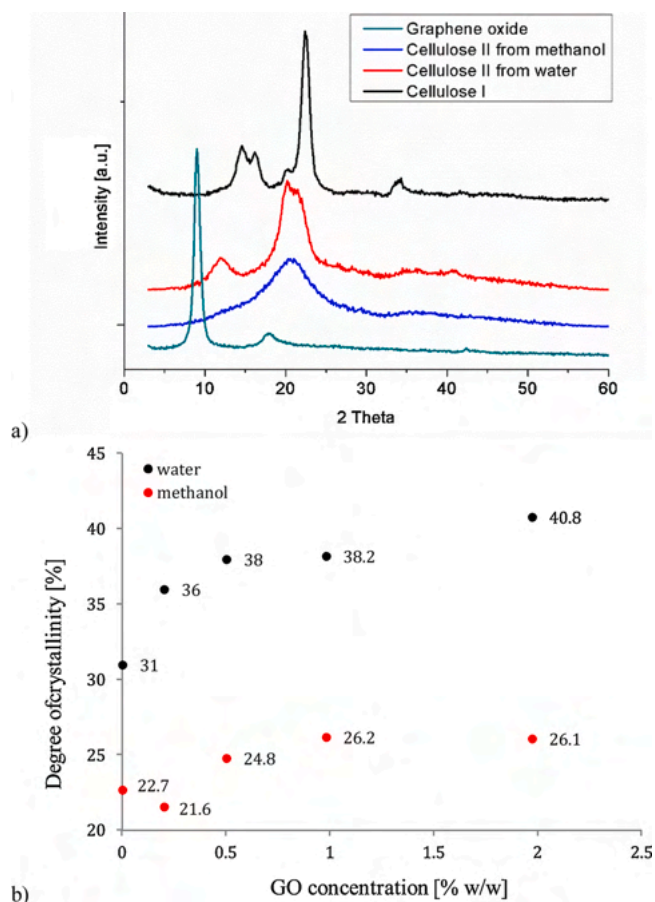 Graphene oxide
Cellulose II from methanol
Cellulose II from water
Cellulose I
Intensity [a.u.]
0 10 20 30 40 50 60
2 Theta
a)
45
water
methanol
40
40.8
38
38.2
36
35
31
30
26.2
26.1
25
24.8
22.7
21.6
20
0 0.5 1 1.5 2 2.5
Degree ofcrystallinity [%]
GO concentration [% w/w]
b)